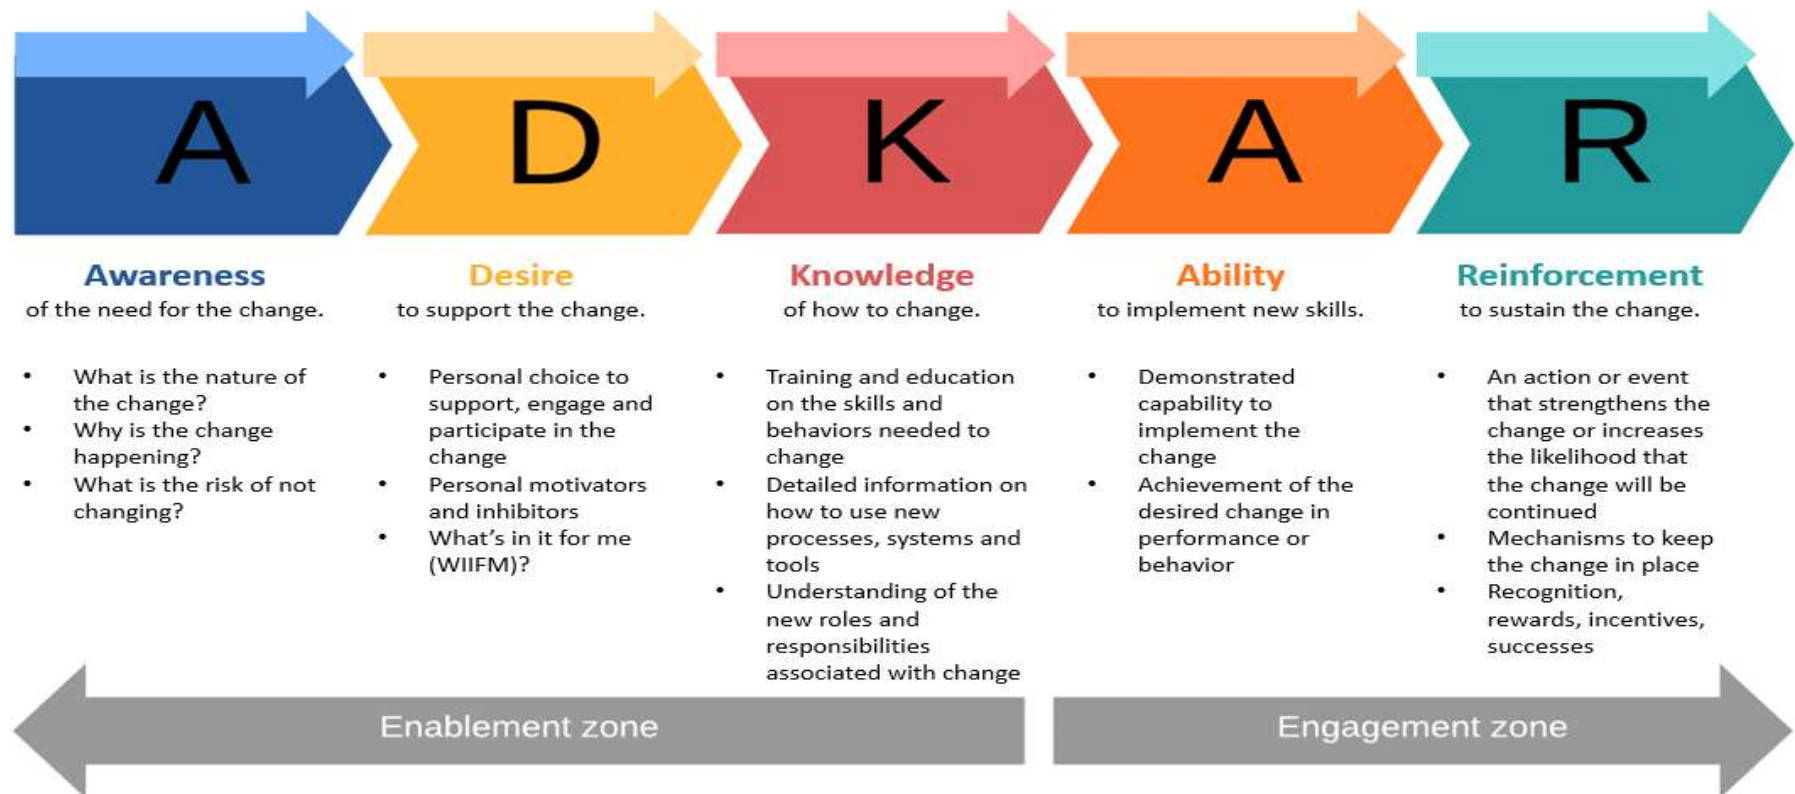 A
D
K
A
R
Awareness
of the need for the change.
• What is the nature of
the change?
• Why is the change
happening?
• What is the risk of not
changing?
Desire
to support the change.
• Personal choice to
support, engage and
participate in the
change
• Personal motivators
and inhibitors
• What’s in it for me
(WIIFM)?
Knowledge
of how to change.
• Training and education
on the skills and
behaviors needed to
change
• Detailed information on
how to use new
processes, systems and
tools
• Understanding of the
new roles and
responsibilities
associated with change
Ability
to implement new skills.
• Demonstrated
capability to
implement the
change
• Achievement of the
desired change in
performance or
behavior
Reinforcement
to sustain the change.
• An action or event
that strengthens the
change or increases
the likelihood that
the change will be
continued
• Mechanisms to keep
the change in place
• Recognition,
rewards, incentives,
successes
Enablement zone
Engagement zone